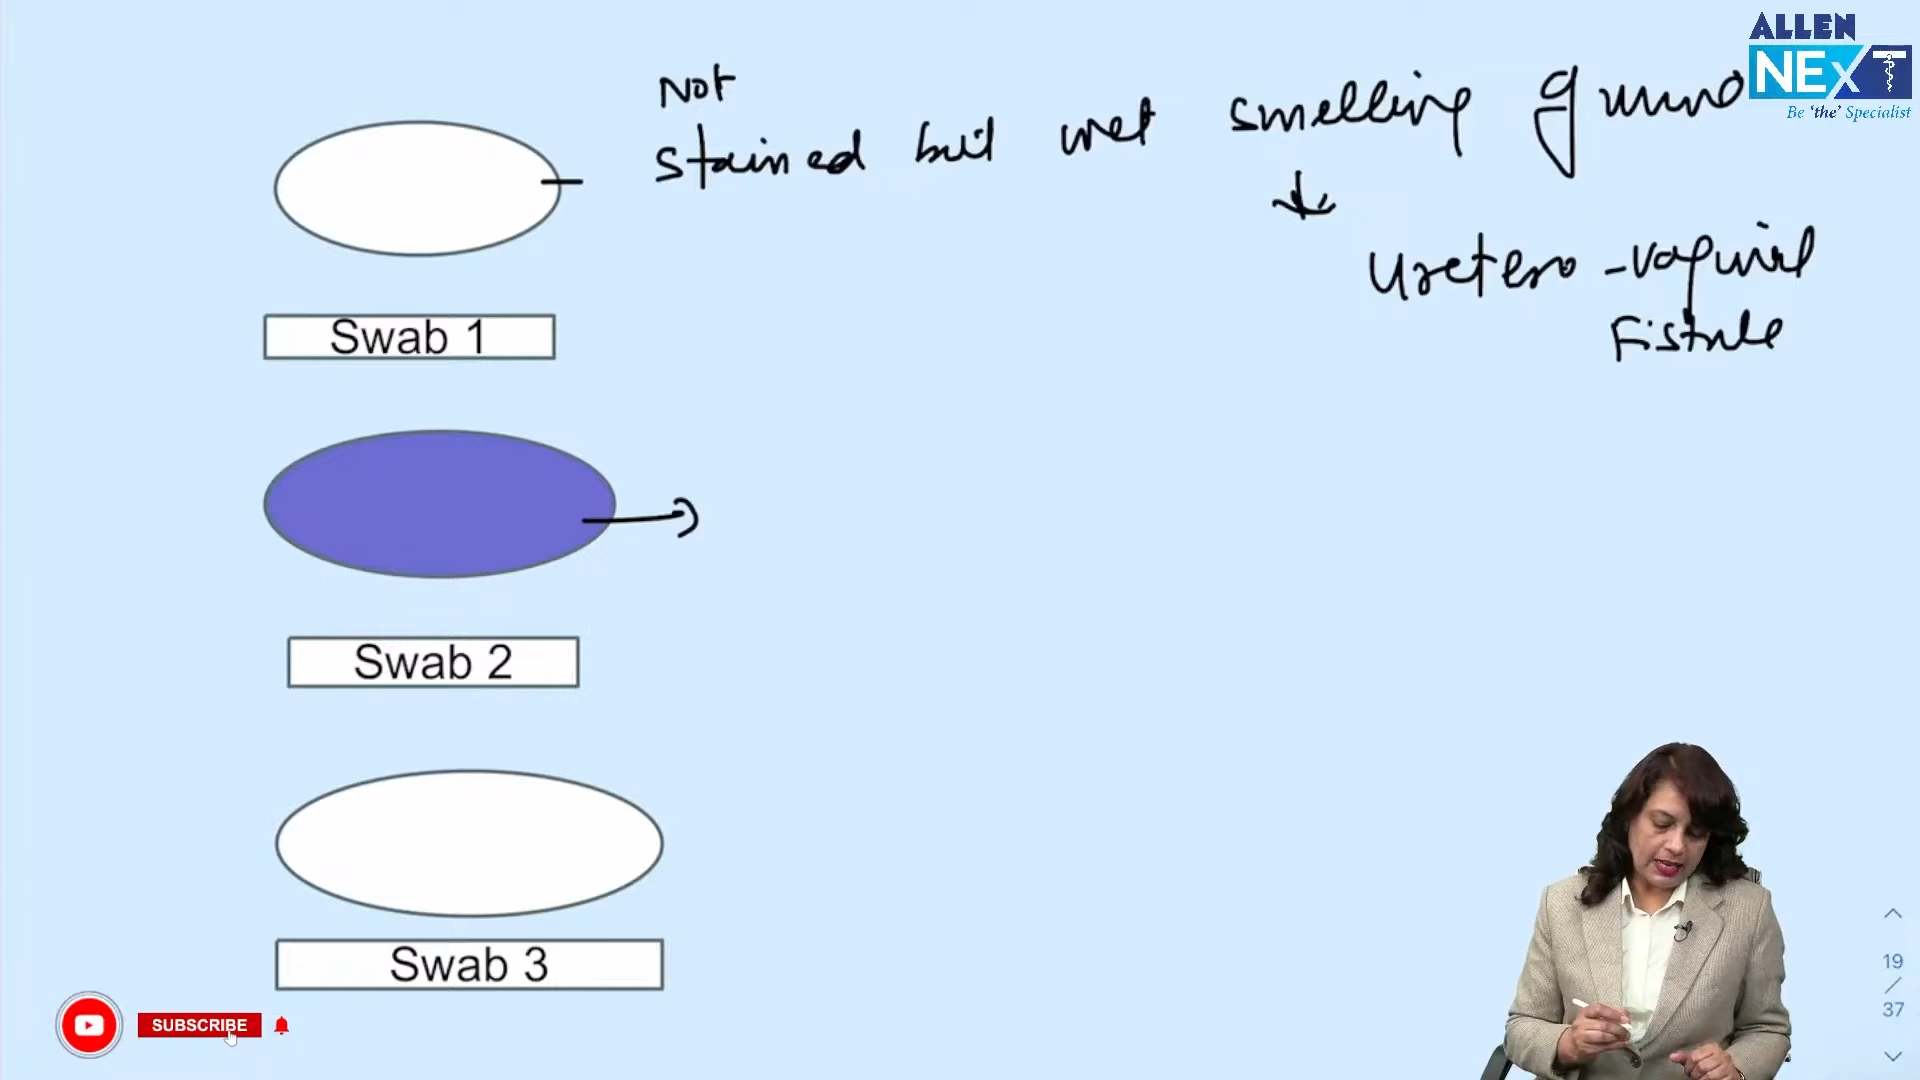 ALLEN
NEXT
Be 'the' Specialist
Not
stained but wet smelling of urine
Uretero-vaginal
Fistula
Swab 1
Swab 2
Swab 3
SUBSCRIBE
19
/
37